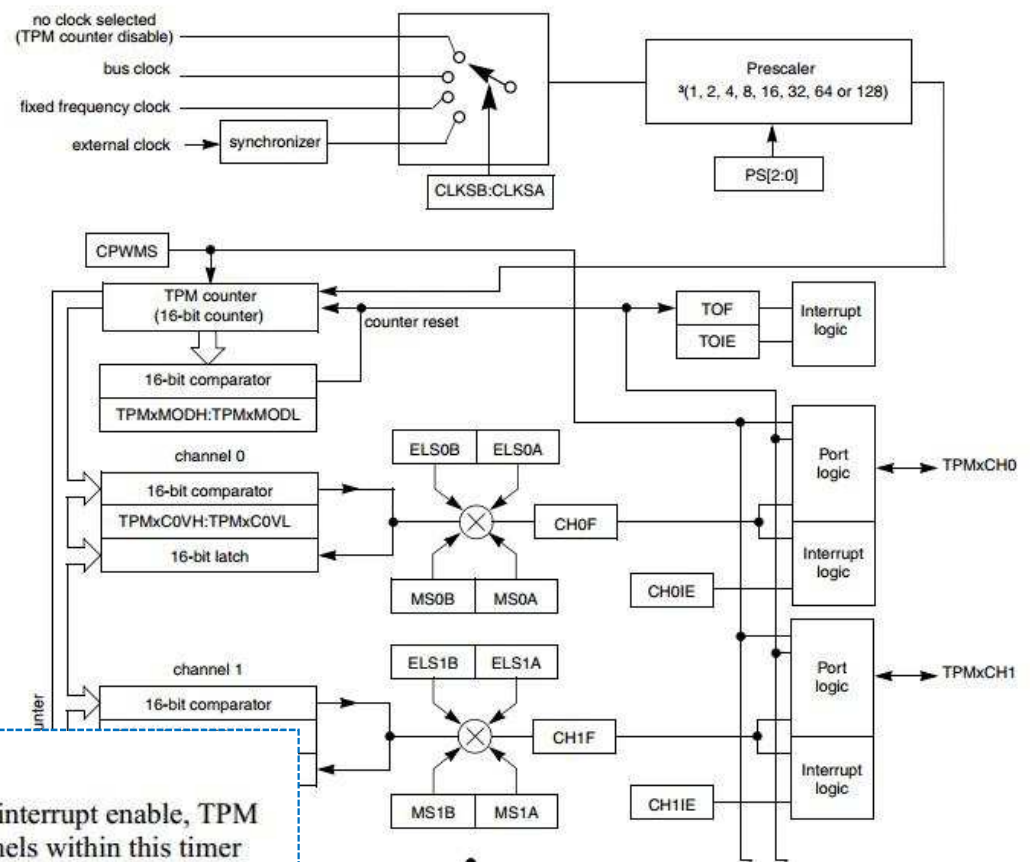 no clock selected
(TPM counter disable)
bus clock
fixed frequency clock
external clock
synchronizer
CLKSB:CLKSA
Prescaler
³(1, 2, 4, 8, 16, 32, 64 or 128)
PS[2:0]
CPWMS
TPM counter
(16-bit counter)
counter reset
TOF
TOIE
Interrupt
logic
16-bit comparator
TPMxMODH:TPMxMODL
channel 0
16-bit comparator
TPMxC0VH:TPMxC0VL
16-bit latch
ELS0B ELS0A
MS0B MS0A
CH0F
CH0IE
Port
logic
Interrupt
logic
TPMxCH0
channel 1
16-bit comparator
ELS1B ELS1A
MS1B MS1A
CH1F
CH1IE
Port
logic
Interrupt
logic
TPMxCH1
unter
interrupt enable, TPM
nels within this timer